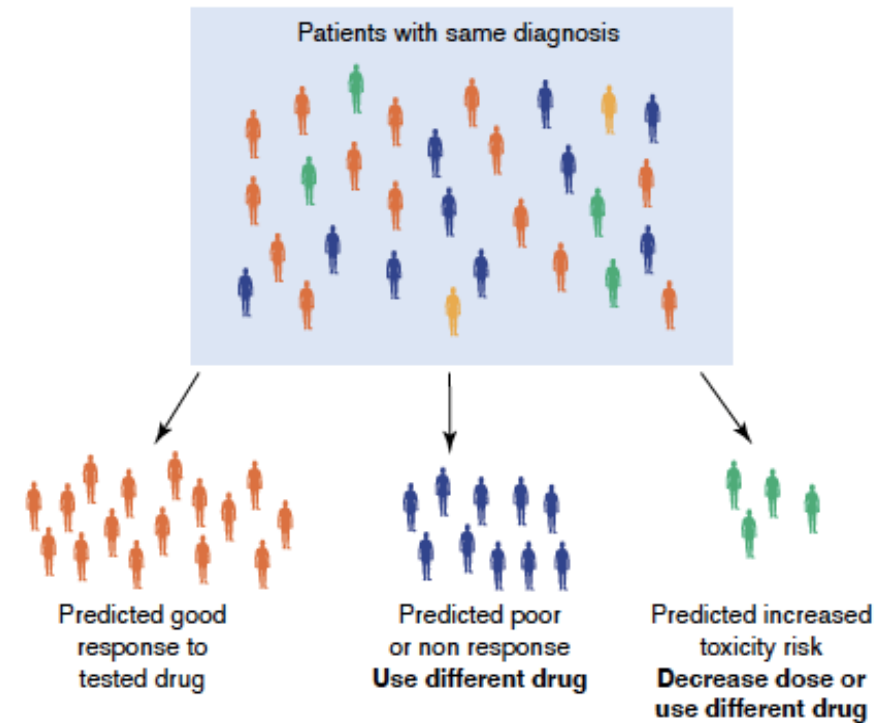 Patients with same diagnosis
Predicted good
response to
tested drug
Predicted poor
or non response
Use different drug
Predicted increased
toxicity risk
Decrease dose or
use different drug